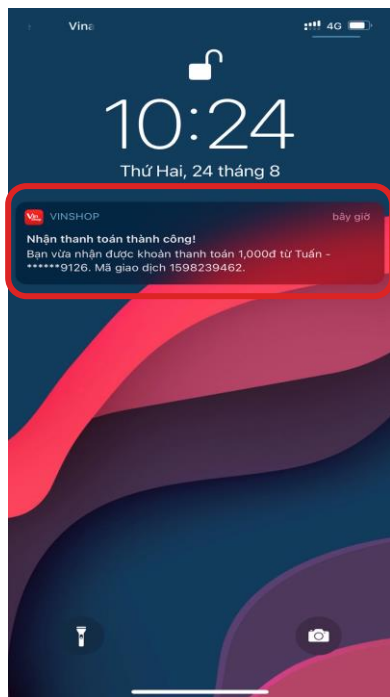 Vina
4G
10:24
Thứ Hai, 24 tháng 8
VINSHOP
bây giờ
Nhận thanh toán thành công!
Bạn vừa nhận được khoản thanh toán 1,000đ từ Tuấn -
******9126. Mã giao dịch 1598239462.